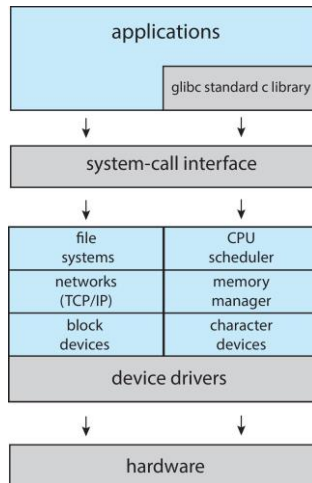 applications
glibc standard c library
system-call interface
file
systems
CPU
scheduler
networks
(TCP/IP)
memory
manager
block
devices
character
devices
device drivers
hardware